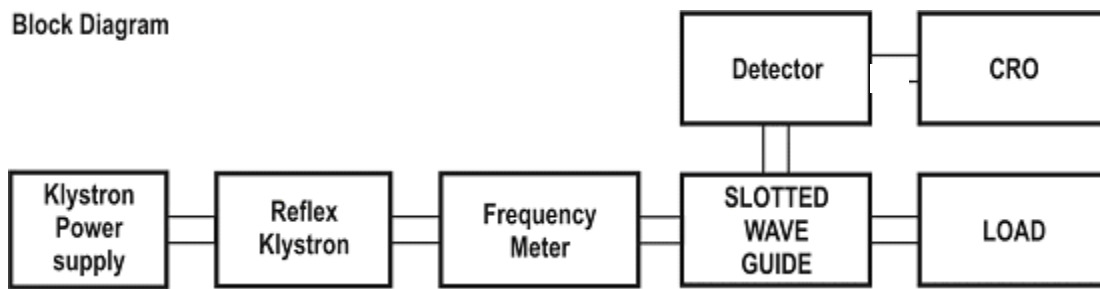 Block Diagram
Detector
CRO
Klystron
Power
supply
Reflex
Klystron
Frequency
Meter
SLOTTED
WAVE
GUIDE
LOAD